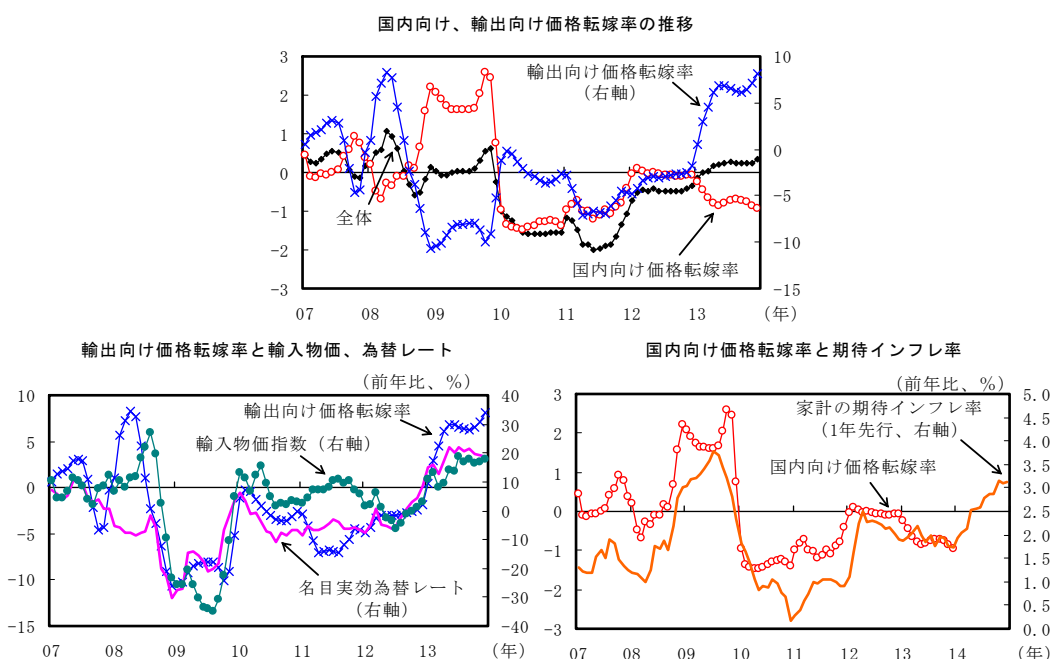 国内向け、輸出向け価格転嫁率の推移
3
2
1
0
−1
−2
−3
10
5
0
−5
−10
−15
輸出向け価格転嫁率
（右軸）
全体
国内向け価格転嫁率
07 08 09 10 11 12 13 （年）
輸出向け価格転嫁率と輸入物価、為替レート
（前年比、％）
10
5
0
−5
−10
−15
40
30
20
10
0
−10
−20
−30
−40
輸出向け価格転嫁率
輸入物価指数（右軸）
名目実効為替レート
（右軸）
07 08 09 10 11 12 13 （年）
国内向け価格転嫁率と期待インフレ率
（前年比、％）
3
2
1
0
−1
−2
−3
5.0
4.5
4.0
3.5
3.0
2.5
2.0
1.5
1.0
0.5
0.0
家計の期待インフレ率
（1年先行、右軸）
国内向け価格転嫁率
07 08 09 10 11 12 13 14 （年）